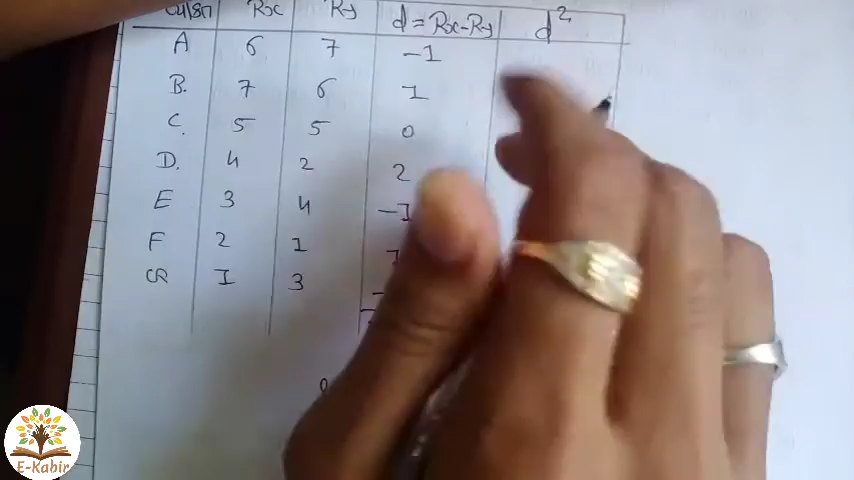 Rx Ry d = Rx-Ry d²
A 6 7 -1
B. 7 6 1
C. 5 5 0
D. 4 2 2
E 3 4 -1
F 2 1 1
G 1 3
E-Kabir